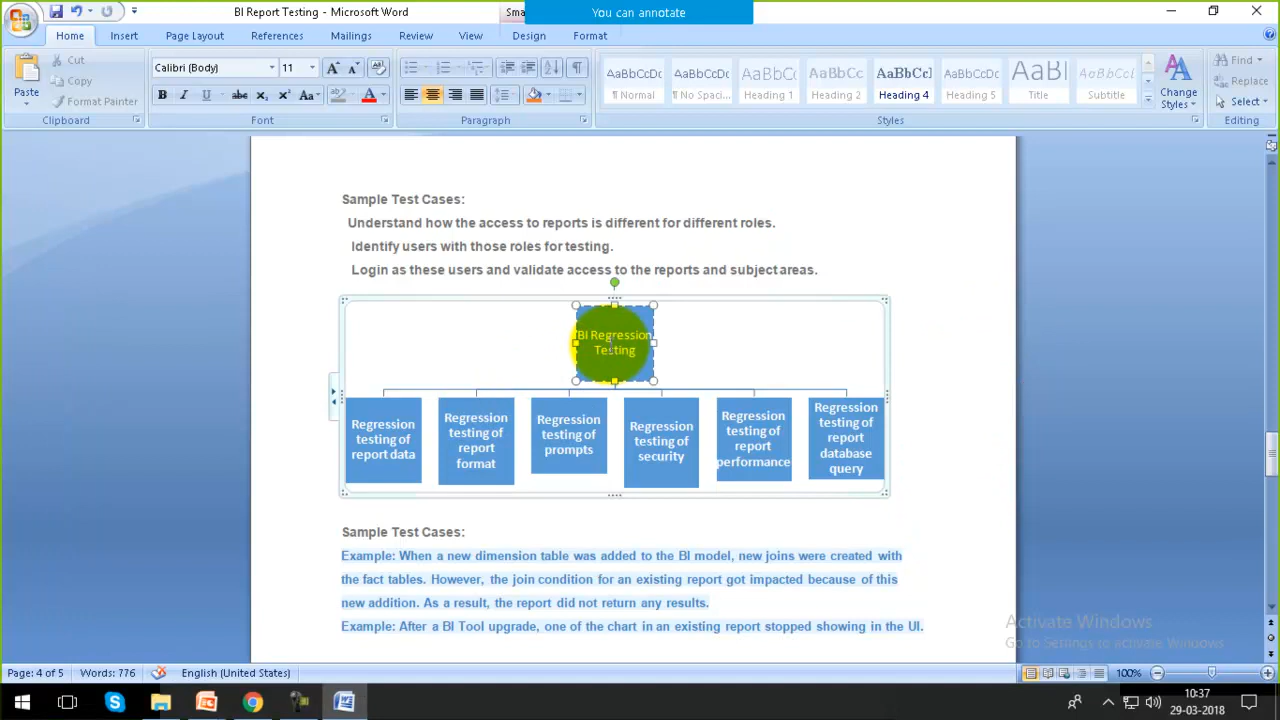 BI Report Testing - Microsoft Word
Sma
You can annotate
Home
Insert
Page Layout
References
Mailings
Review
View
Design
Format
Paste
Cut
Copy
Format Painter
Clipboard
Calibri (Body)
11
Font
Paragraph
AaBbCcDc
¶ Normal
AaBbCcDc
¶ No Spaci...
AaBbC
Heading 1
AaBbCc
Heading 2
AaBbCcI
Heading 4
AaBbCcDc
Heading 5
AaB
Title
AaBbCcI
Subtitle
Change
Styles
Styles
Find
Replace
Select
Editing
Sample Test Cases:
Understand how the access to reports is different for different roles.
Identify users with those roles for testing.
Login as these users and validate access to the reports and subject areas.
BI Regression
Testing
Regression
testing of
report data
Regression
testing of
report
format
Regression
testing of
prompts
Regression
testing of
security
Regression
testing of
report
performance
Regression
testing of
report
database
query
Sample Test Cases:
Example: When a new dimension table was added to the BI model, new joins were created with
the fact tables. However, the join condition for an existing report got impacted because of this
new addition. As a result, the report did not return any results.
Example: After a BI Tool upgrade, one of the chart in an existing report stopped showing in the UI.
Activate Windows
Go to Settings to activate Windows
Page: 4 of 5
Words: 776
English (United States)
100%
10:37
29-03-2018